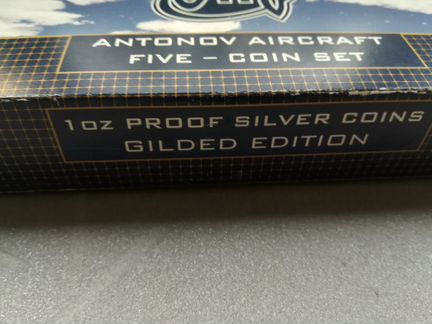 ANTONOV AIRCRAFT
FIVE – COIN SET
1oz PROOF SILVER COINS
GILDED EDITION